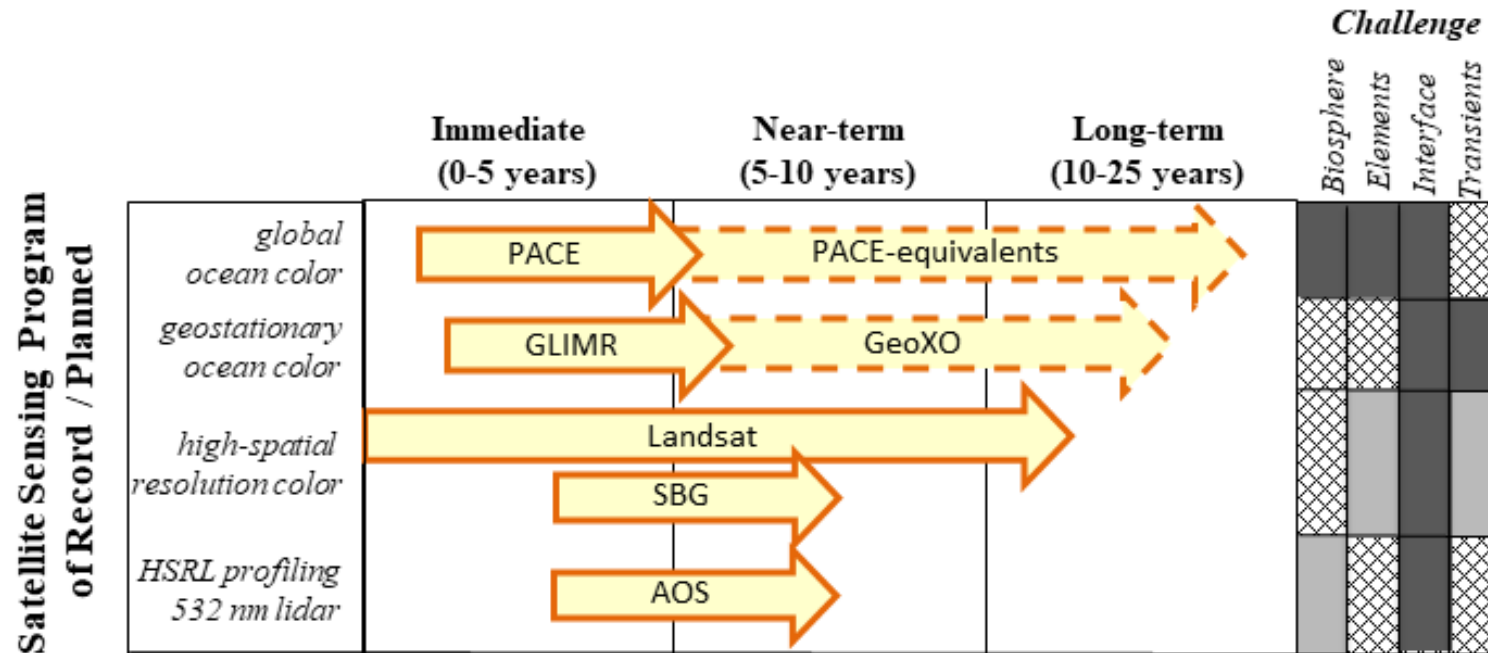 Challenge
Biosphere
Elements
Interface
Transients
Immediate
(0-5 years)
Near-term
(5-10 years)
Long-term
(10-25 years)
Satellite Sensing Program
of Record / Planned
global
ocean color
PACE
PACE-equivalents
geostationary
ocean color
GLIMR
GeoXO
high-spatial
resolution color
Landsat
SBG
HSRL profiling
532 nm lidar
AOS